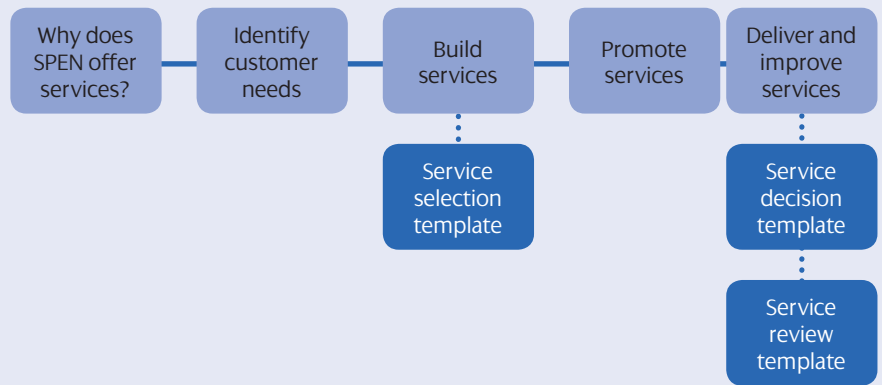 Why does
SPEN offer
services?
Identify
customer
needs
Build
services
Promote
services
Deliver and
improve
services
Service
selection
template
Service
decision
template
Service
review
template